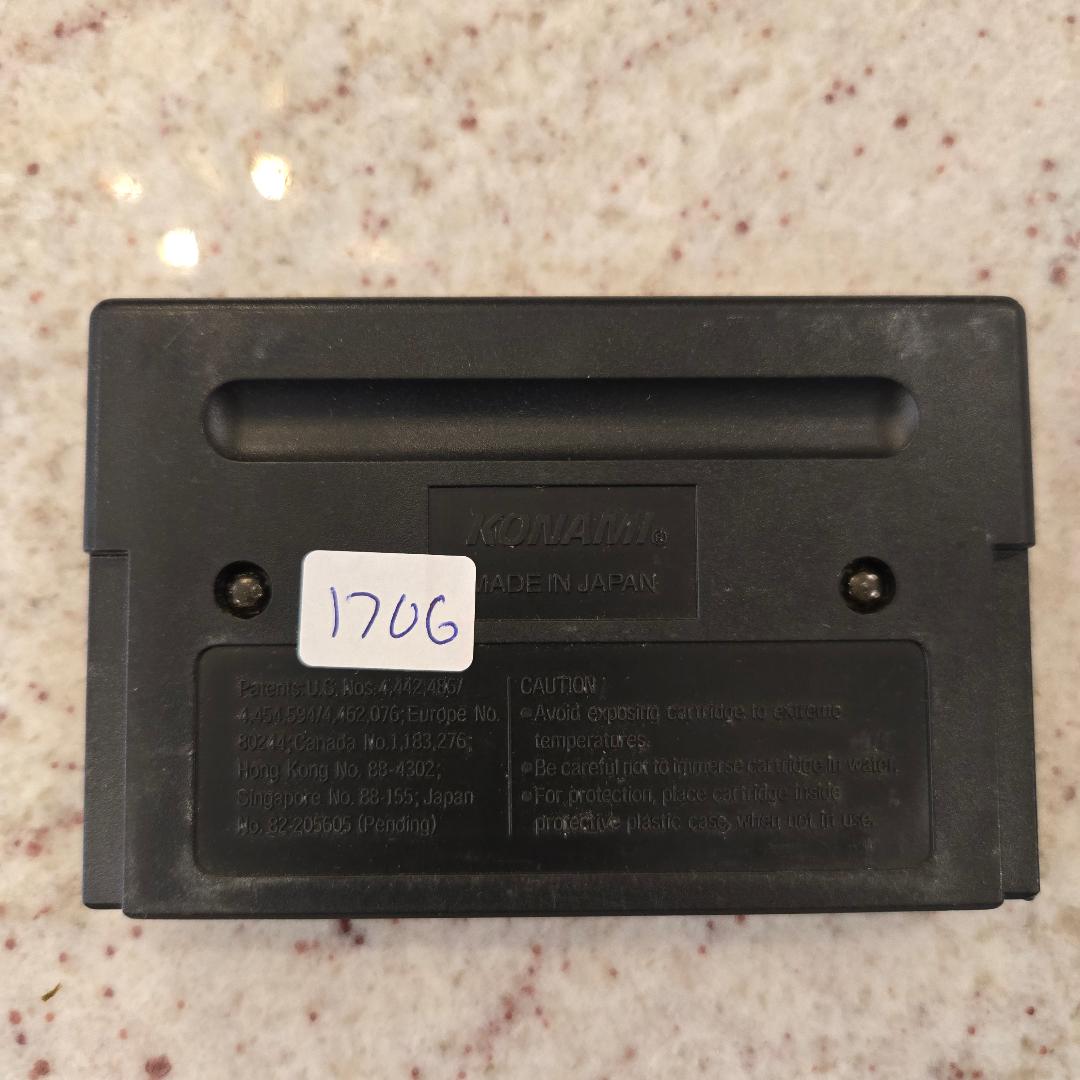 KONAMI®
MADE IN JAPAN
1706
Patents: U.S. Nos. 4,442,486/
4,454,594/4,462,076; Europe No.
80244; Canada No. 1,183,276;
Hong Kong No. 88-4302;
Singapore No. 88-155; Japan
No. 82-205605 (Pending)
CAUTION:
•Avoid exposing cartridge to extreme
temperatures.
•Be careful not to immerse cartridge in water.
•For protection, place cartridge inside
protective plastic case, when not in use.